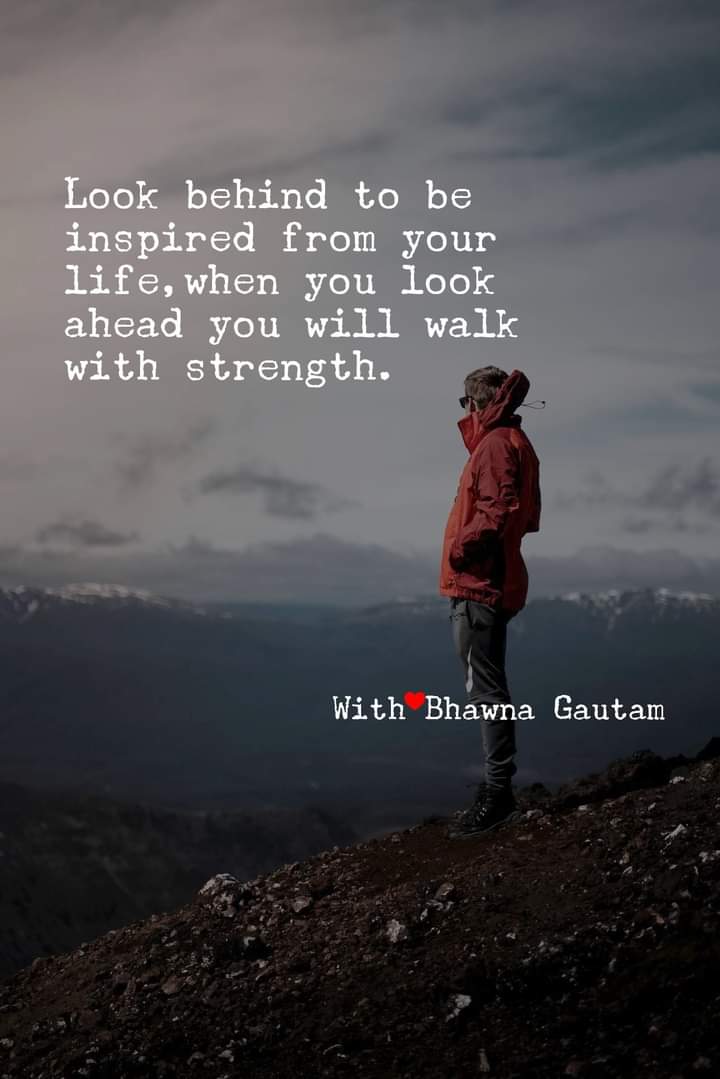 Look behind to be
inspired from your
life,when you look
ahead you will walk
with strength.
With❤Bhawna Gautam